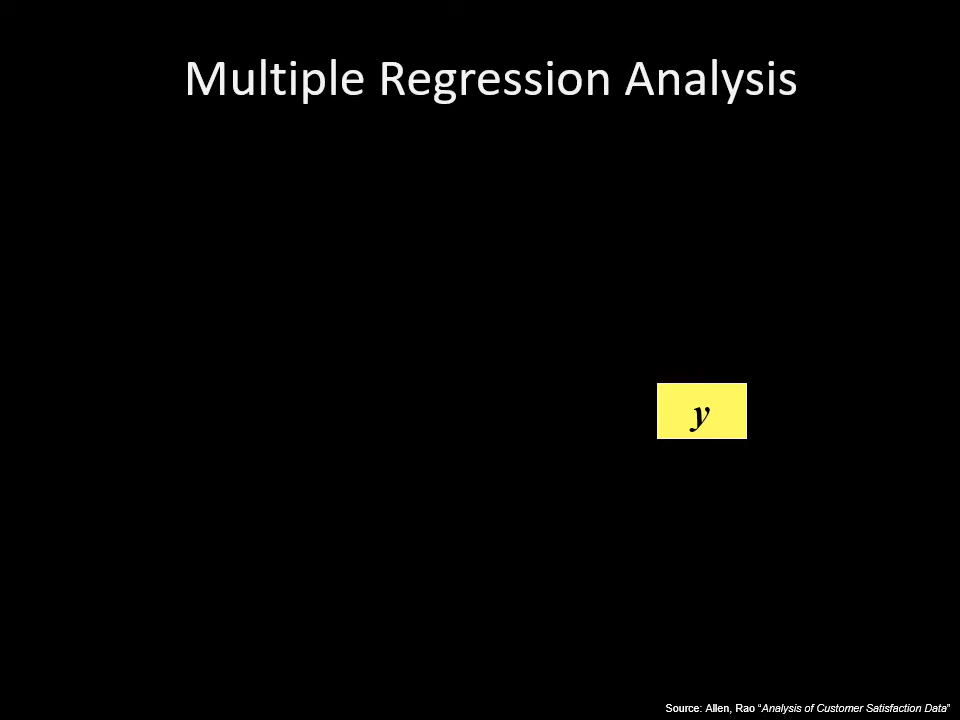 Multiple Regression Analysis
y
Source: Allen, Rao “Analysis of Customer Satisfaction Data”